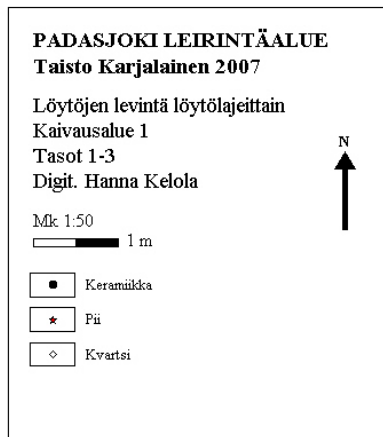 PADASJOKI LEIRINTÄALUE
Taisto Karjalainen 2007
Löytöjen levintä löytölajeittain
Kaivausalue 1
Tasot 1-3
Digit. Hanna Kelola
N
Mk 1:50
1 m
Keramiikka
Pii
Kvartsi